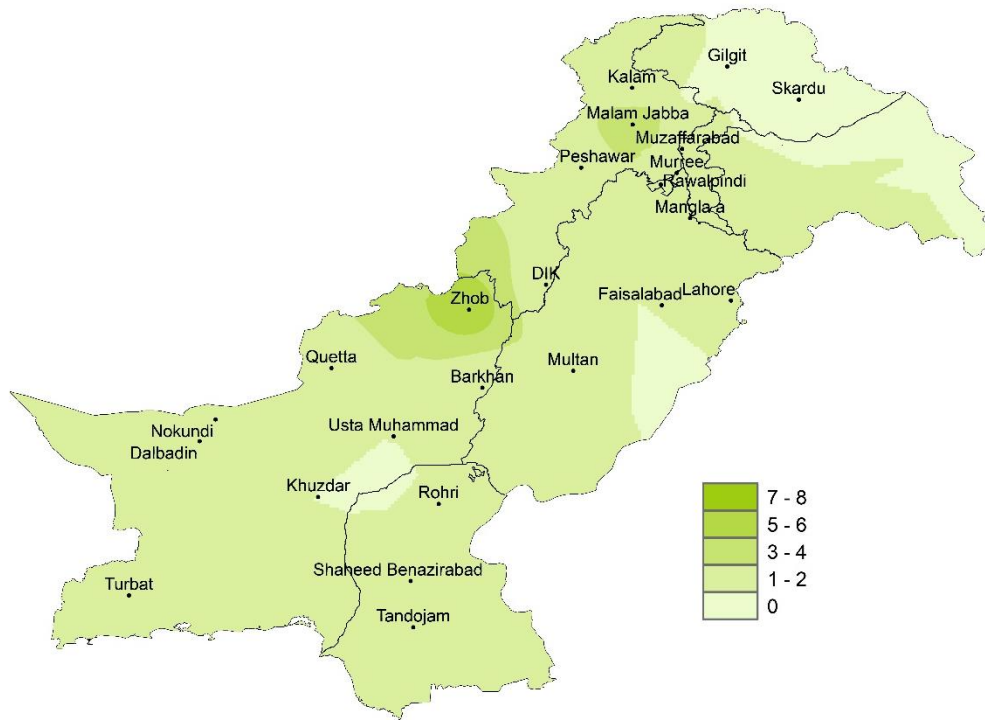 Gilgit
Kalam
Skardu
Malam Jabba
Muzaffarabad
Peshawar
Murree
Rawalpindi
Mangla a
DIK
Zhob
Faisalabad
Lahore
Quetta
Multan
Barkhan
Nokundi
Usta Muhammad
Dalbadin
Khuzdar
Rohri
7 - 8
5 - 6
3 - 4
1 - 2
0
Shaheed Benazirabad
Turbat
Tandojam